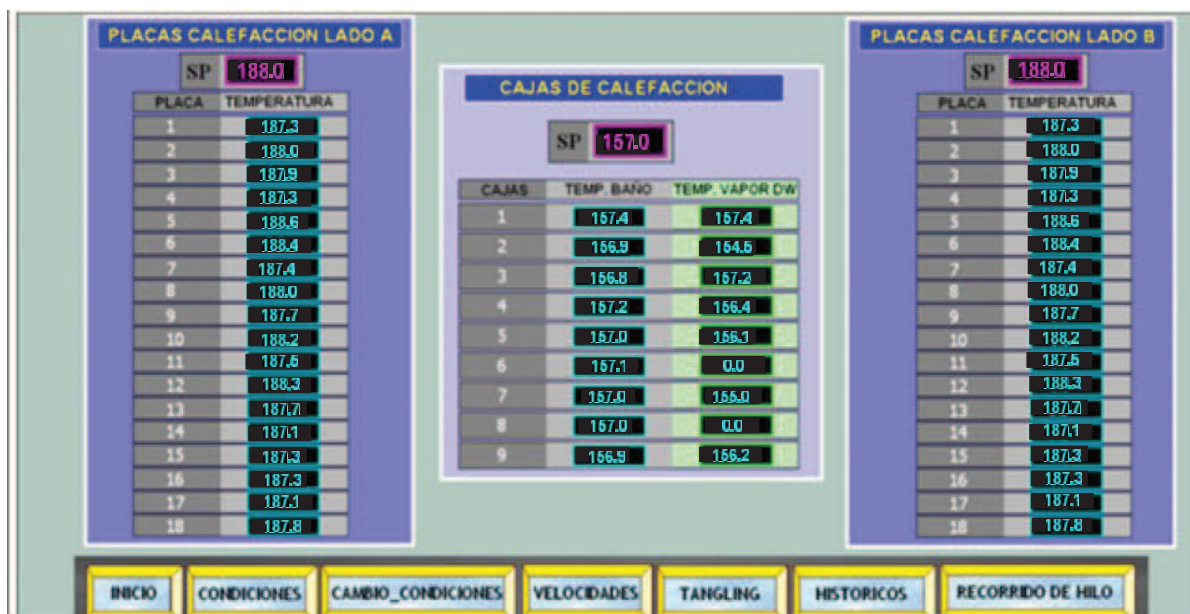 PLACAS CALEFACCION LADO A
SP 188.0
PLACA TEMPERATURA
1 187.3
2 188.0
3 187.9
4 187.3
5 188.6
6 188.4
7 187.4
8 188.0
9 187.7
10 188.2
11 187.5
12 188.3
13 187.7
14 187.1
15 187.3
16 187.3
17 187.1
18 187.8
CAJAS DE CALEFACCION
SP 157.0
CAJAS TEMP. BAÑO TEMP. VAPOR DW
1 157.4 157.4
2 156.9 154.5
3 156.8 157.2
4 157.2 156.4
5 157.0 156.1
6 157.1 0.0
7 157.0 155.0
8 157.0 0.0
9 156.9 156.2
PLACAS CALEFACCION LADO B
SP 188.0
PLACA TEMPERATURA
1 187.3
2 188.0
3 187.9
4 187.3
5 188.6
6 188.4
7 187.4
8 188.0
9 187.7
10 188.2
11 187.5
12 188.3
13 187.7
14 187.1
15 187.3
16 187.3
17 187.1
18 187.8
INICIO CONDICIONES CAMBIO_CONDICIONES VELOCIDADES TANGLING HISTORICOS RECORRIDO DE HILO